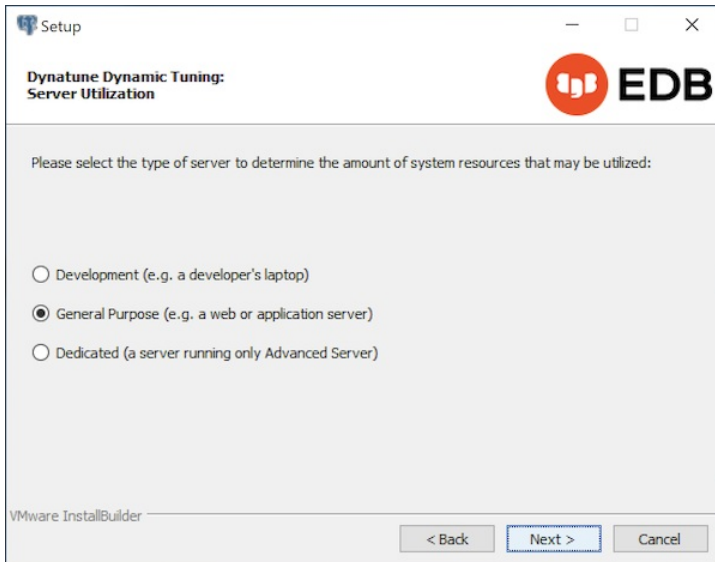 Setup
Dynatune Dynamic Tuning:
Server Utilization
EDB
Please select the type of server to determine the amount of system resources that may be utilized:
Development (e.g. a developer's laptop)
General Purpose (e.g. a web or application server)
Dedicated (a server running only Advanced Server)
VMware InstallBuilder
< Back
Next >
Cancel